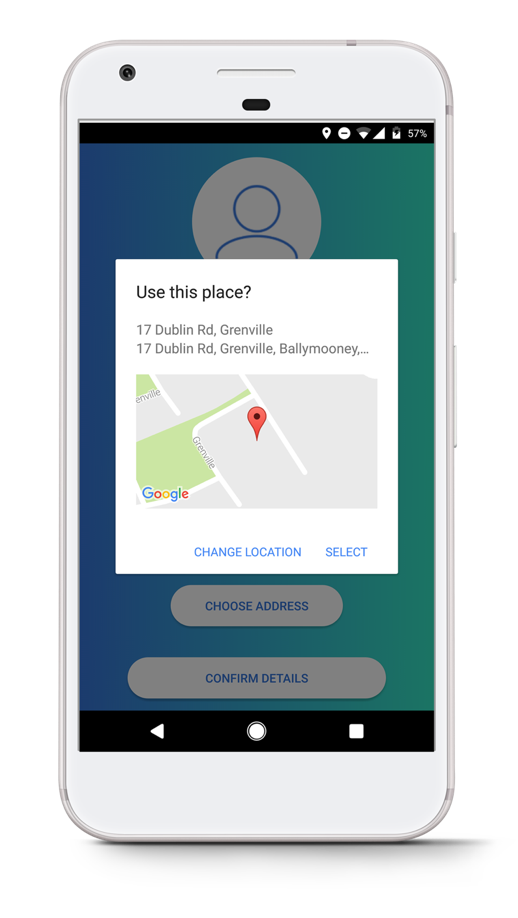 57%
Use this place?
17 Dublin Rd, Grenville
17 Dublin Rd, Grenville, Ballymooney,...
enville
Grenville
Google
CHANGE LOCATION
SELECT
CHOOSE ADDRESS
CONFIRM DETAILS